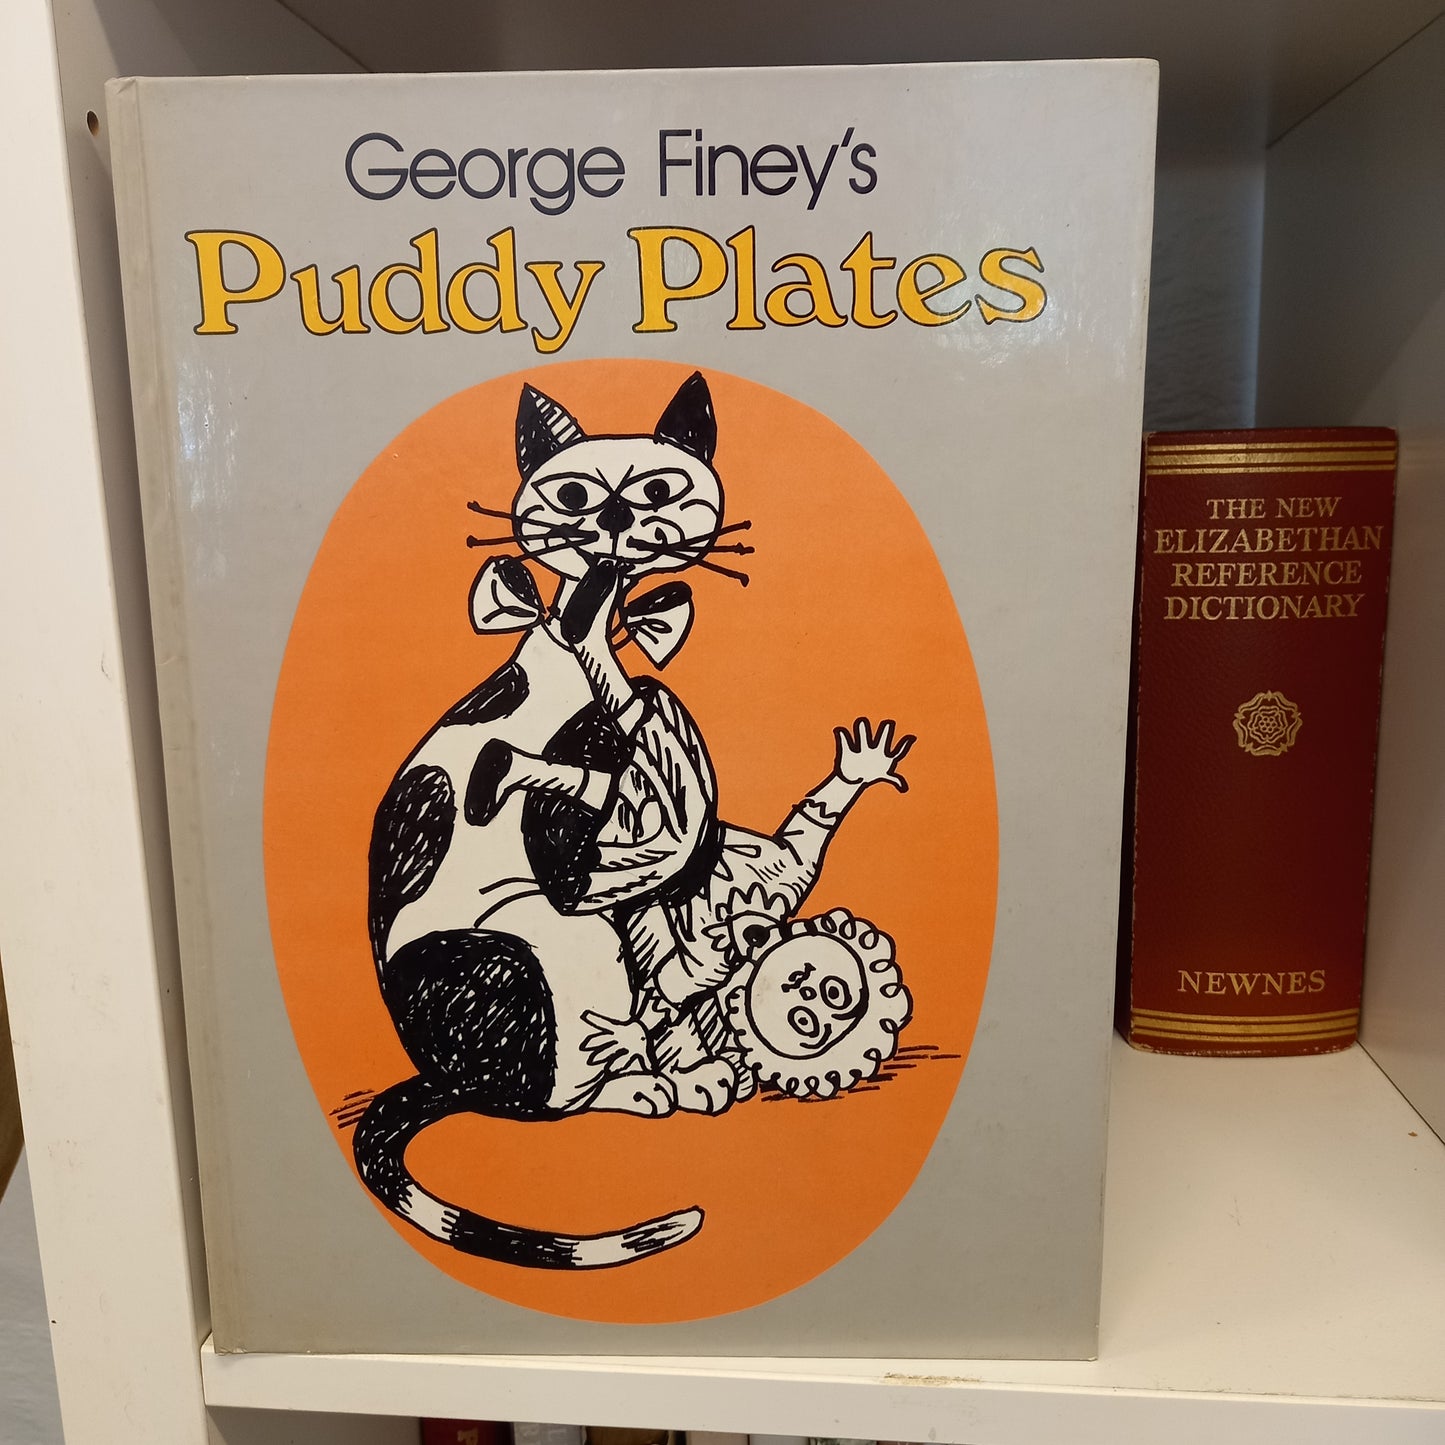 George Finey's
Puddy Plates
THE NEW
ELIZABETHAN
REFERENCE
DICTIONARY
NEWNES